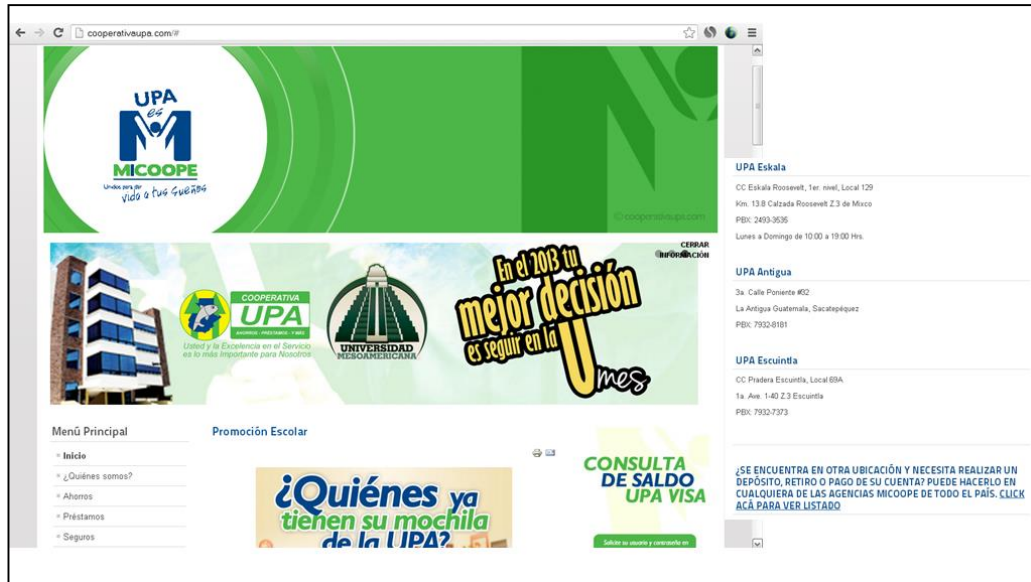 cooperativaupa.com/#
UPA
es
MICOOPE
Unidos para dar
vida a tus sueños
© cooperativaupa.com
CERRAR
INFORMACIÓN
COOPERATIVA
UPA
AHORROS - PRÉSTAMOS - Y MÁS
Usted y la Excelencia en el Servicio
es lo más Importante para Nosotros
UNIVERSIDAD
MESOAMERICANA
En el 2013 tu
mejor decisión
es seguir en la U
mes
Menú Principal
Inicio
¿Quiénes somos?
Ahorros
Préstamos
Seguros
Promoción Escolar
¿Quiénes ya
tienen su mochila
de la UPA?
CONSULTA
DE SALDO
UPA VISA
Solicite su usuario y contraseña en
UPA Eskala
CC Eskala Roosevelt, 1er. nivel, Local 129
Km. 13.8 Calzada Roosevelt Z.3 de Mixco
PBX: 2493-3535
Lunes a Domingo de 10:00 a 19:00 Hrs.
UPA Antigua
3a. Calle Poniente #32
La Antigua Guatemala, Sacatepéquez
PBX: 7932-8181
UPA Escuintla
CC Pradera Escuintla, Local 69A
1a. Ave. 1-40 Z.3 Escuintla
PBX: 7932-7373
¿SE ENCUENTRA EN OTRA UBICACIÓN Y NECESITA REALIZAR UN
DEPÓSITO, RETIRO O PAGO DE SU CUENTA? PUEDE HACERLO EN
CUALQUIERA DE LAS AGENCIAS MICOOPE DE TODO EL PAÍS. CLICK
ACÁ PARA VER LISTADO